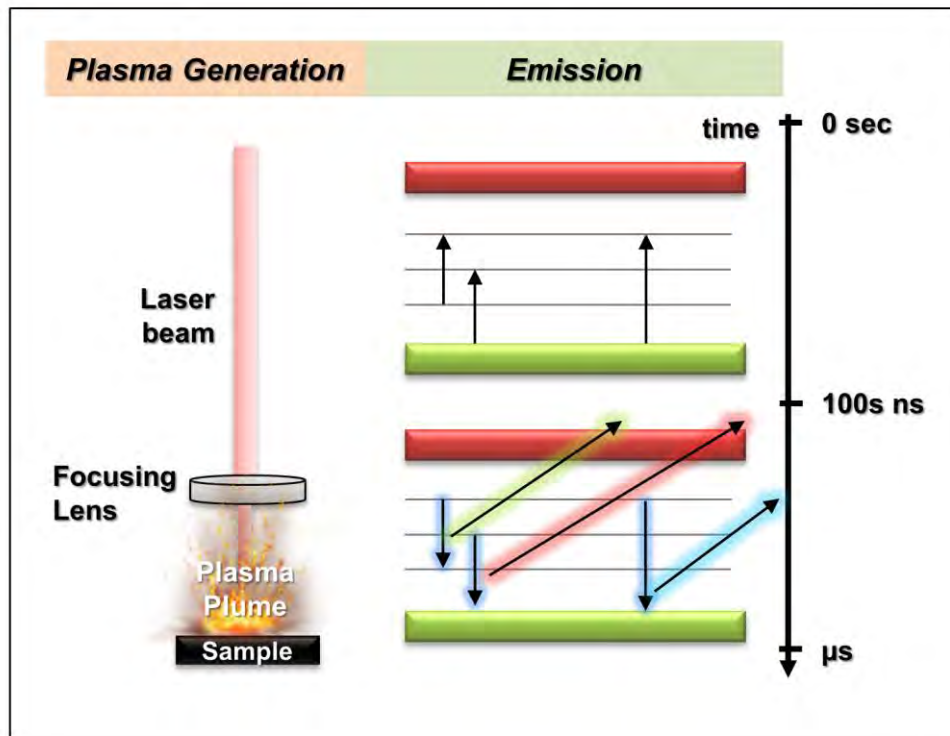 Plasma Generation
Emission
time
0 sec
Laser
beam
100s ns
Focusing
Lens
Plasma
Plume
Sample
µs